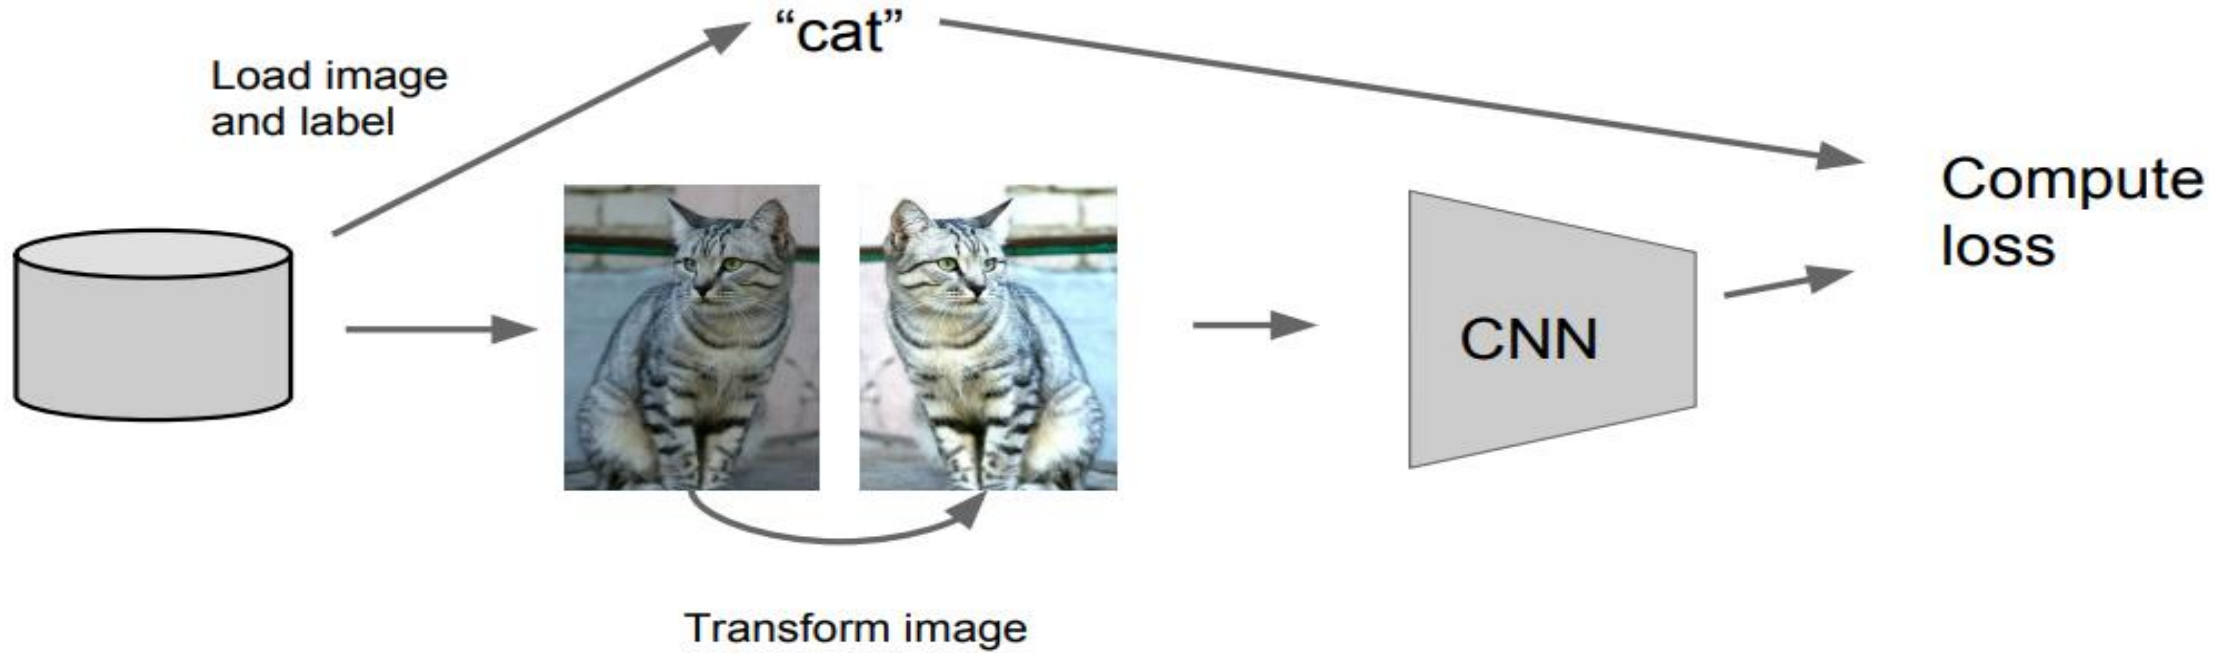 “cat”
Load image
and label
Compute
loss
CNN
Transform image